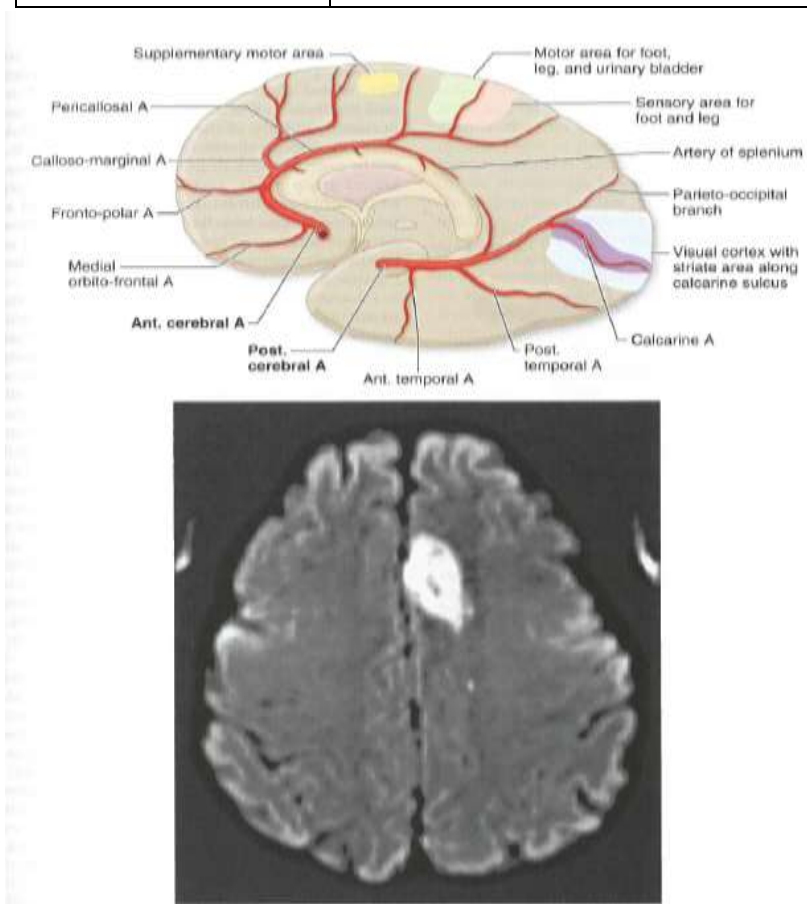 Supplementary motor area
Motor area for foot,
leg, and urinary bladder
Pericallosal A
Sensory area for
foot and leg
Calloso-marginal A
Artery of splenium
Fronto-polar A
Parieto-occipital
branch
Medial
orbito-frontal A
Visual cortex with
striate area along
calcarine sulcus
Ant. cerebral A
Post.
cerebral A
Ant. temporal A
Post.
temporal A
Calcarine A